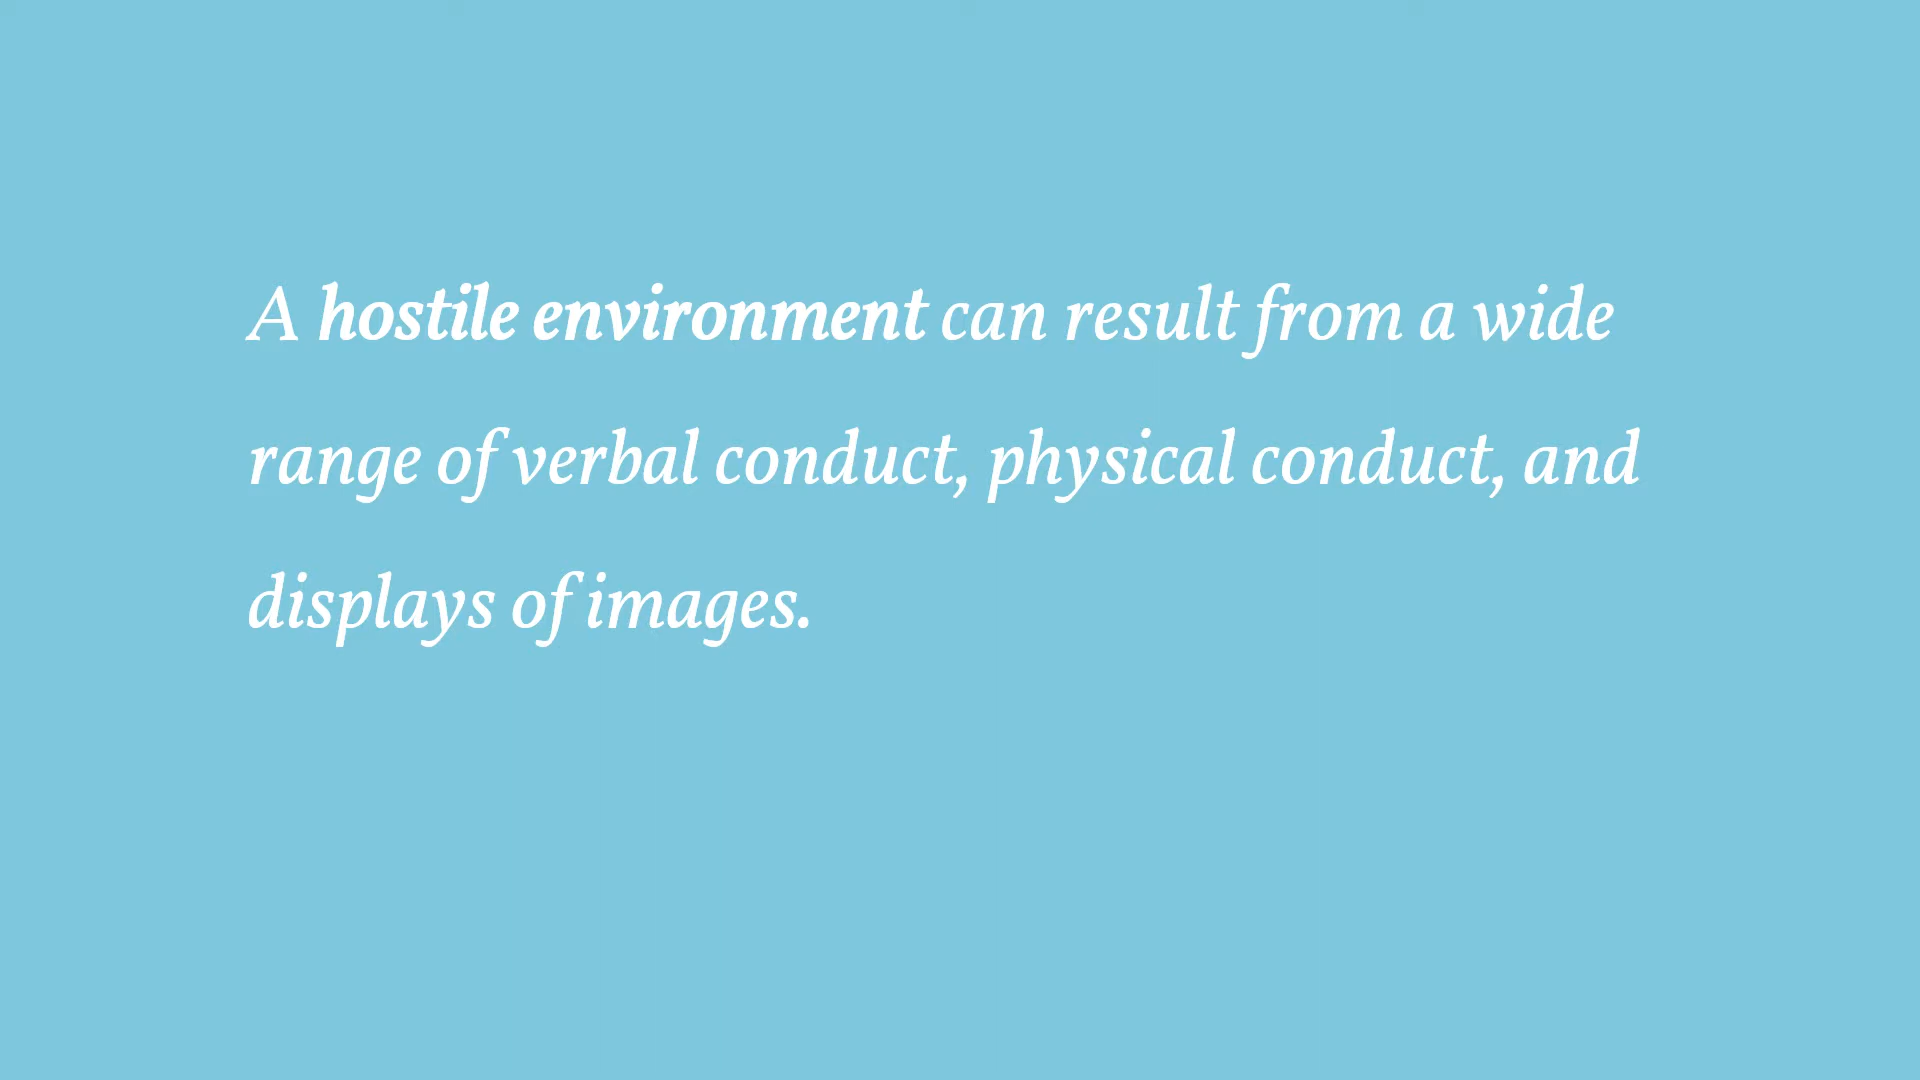 A hostile environment can result from a wide
range of verbal conduct, physical conduct, and
displays of images.